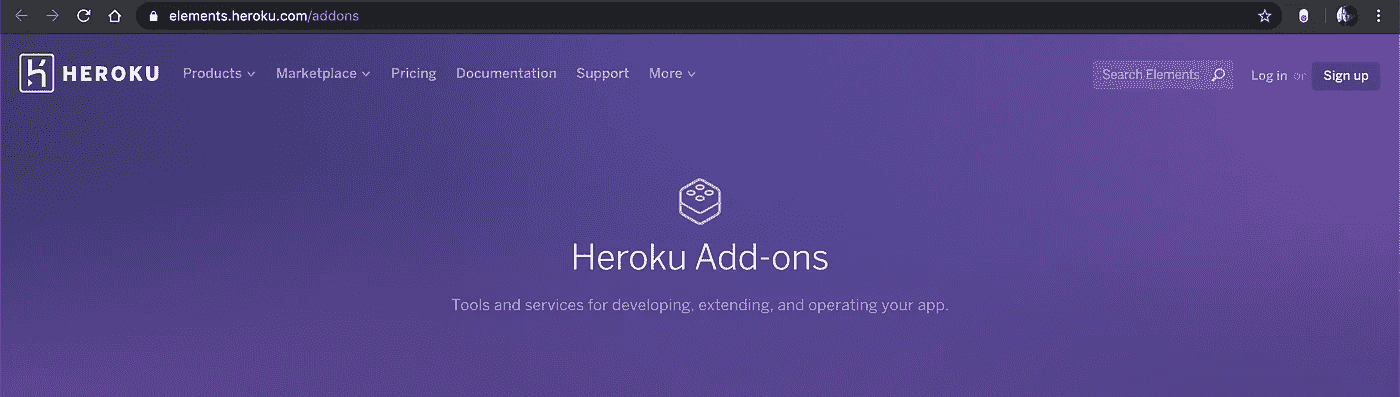 elements.heroku.com/addons
HEROKU Products Marketplace Pricing Documentation Support More Search Elements Log in or Sign up
Heroku Add-ons
Tools and services for developing, extending, and operating your app.